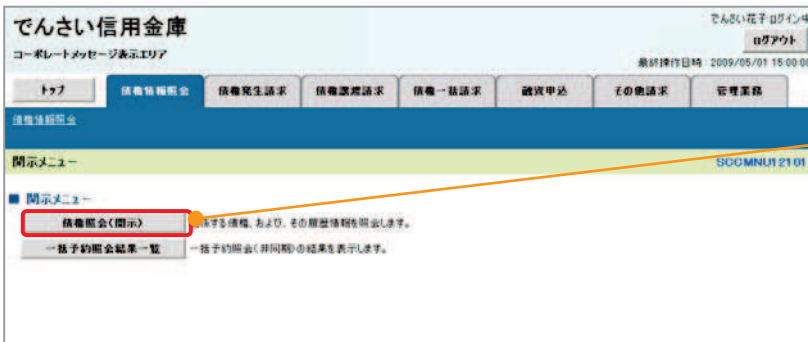 でんさい信用金庫
でんさい花子 ログイン中
コーポレートメッセージ表示エリア
ログアウト
最終操作日時 2009/05/01 15:00:00
トップ 債権情報照会 債権発生請求 債権譲渡請求 債権一括請求 融資申込 その他請求 管理業務
債権情報照会
開示メニュー SCCMNU12101
■ 開示メニュー
債権照会(開示) 係する債権、および、その履歴情報を照会します。
一括予約照会結果一覧 一括予約照会(非同期)の結果を表示します。